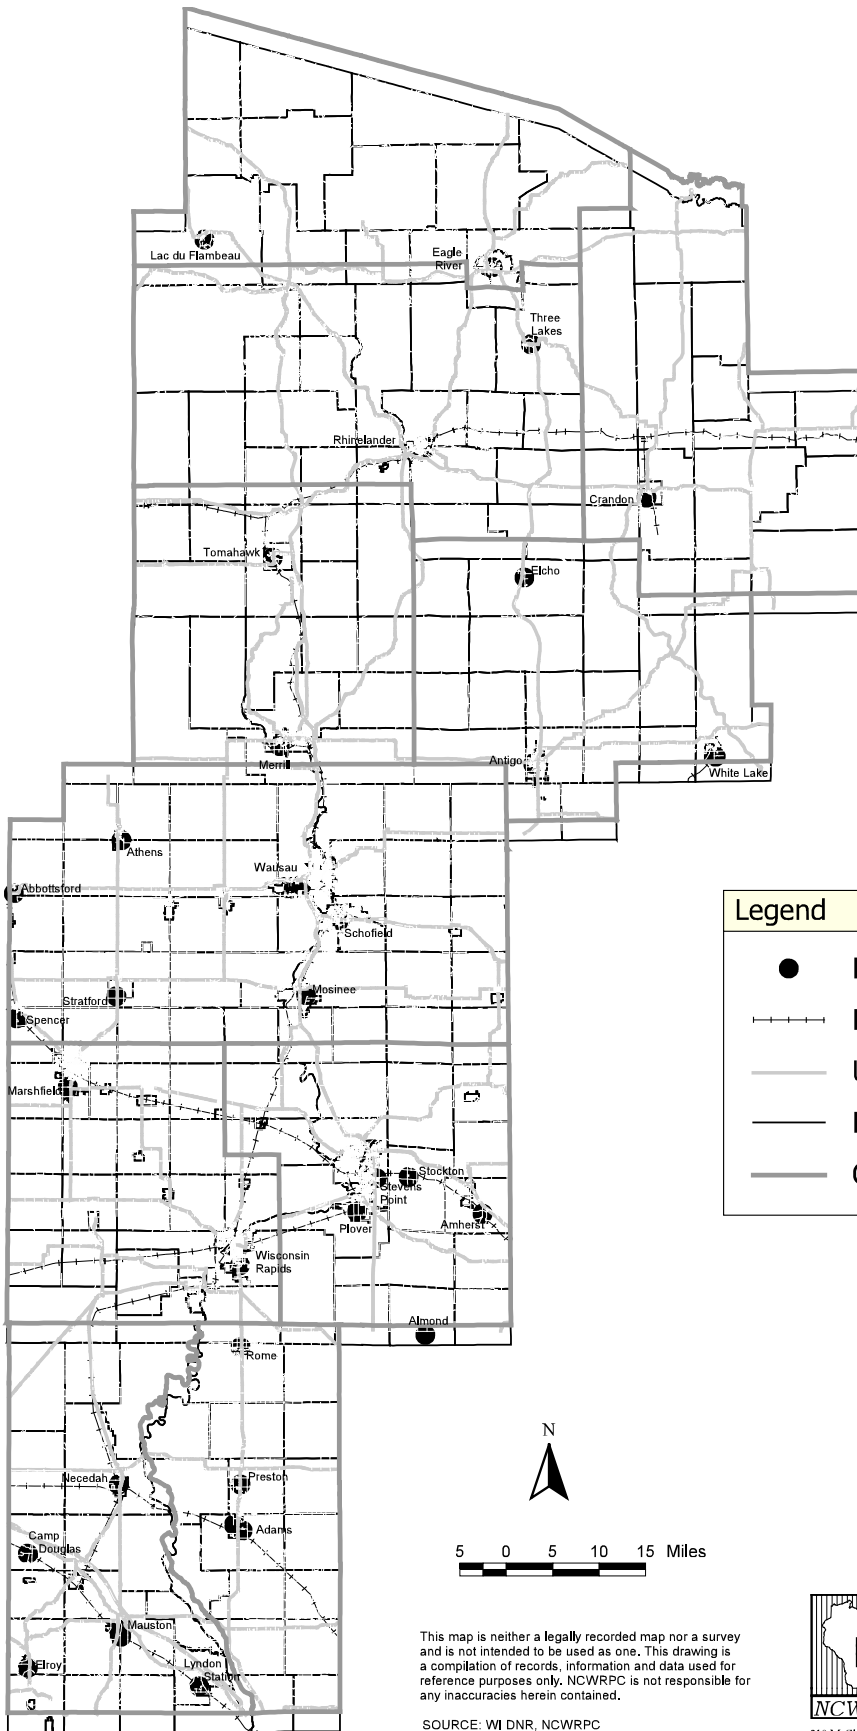 Lac du Flambeau
Eagle
River
Three
Lakes
Rhinelander
Crandon
Tomahawk
Elcho
Merrill
Antigo
White Lake
Athens
Wausau
Abbottsford
Schofield
Stratford
Mosinee
Spencer
Marshfield
Stockton
Stevens
Point
Plover
Amherst
Wisconsin
Rapids
Almond
Rome
Necedah
Preston
Adams
Camp
Douglas
Mauston
Elroy
Lyndon
Station
Legend
N
5 0 5 10 15 Miles
This map is neither a legally recorded map nor a survey
and is not intended to be used as one. This drawing is
a compilation of records, information and data used for
reference purposes only. NCWRPC is not responsible for
any inaccuracies herein contained.
SOURCE: WI DNR, NCWRPC